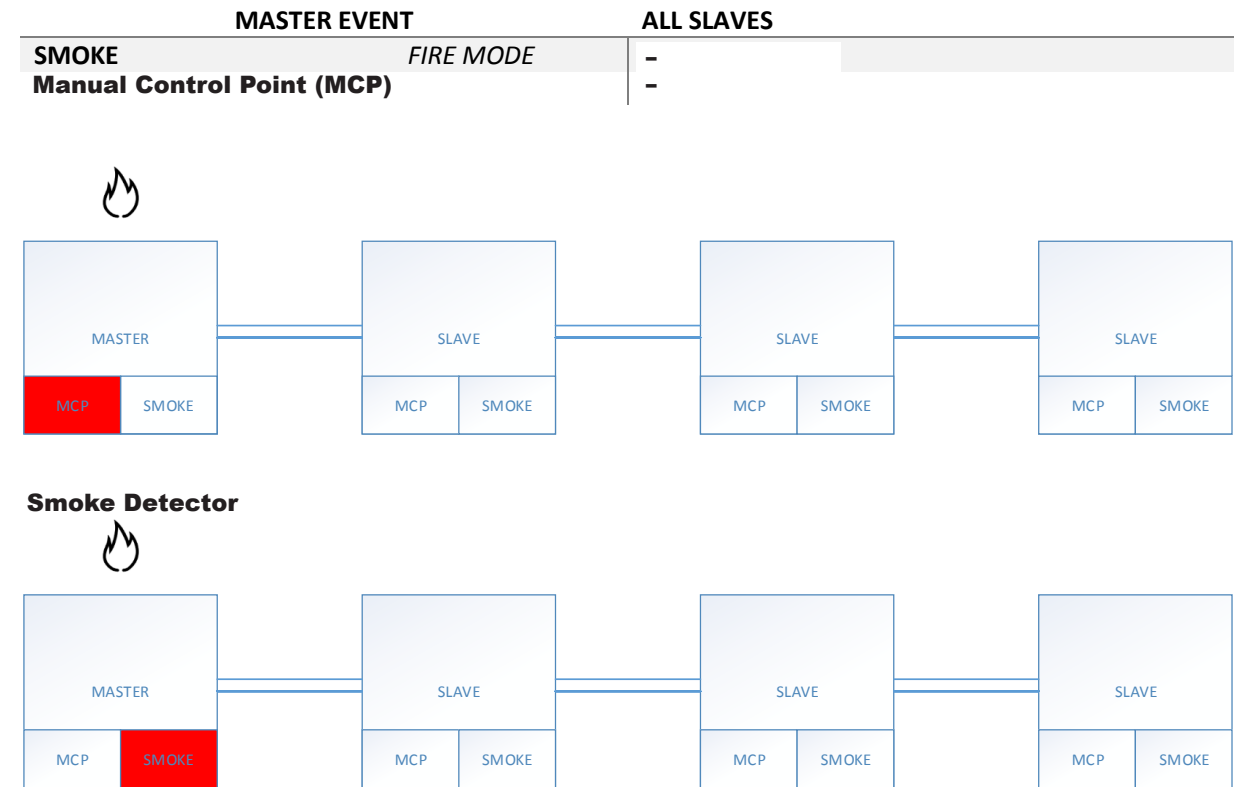 MASTER EVENT ALL SLAVES
SMOKE FIRE MODE -
Manual Control Point (MCP) -
MASTER SLAVE SLAVE SLAVE
MCP SMOKE MCP SMOKE MCP SMOKE MCP SMOKE
Smoke Detector
MASTER SLAVE SLAVE SLAVE
MCP SMOKE MCP SMOKE MCP SMOKE MCP SMOKE